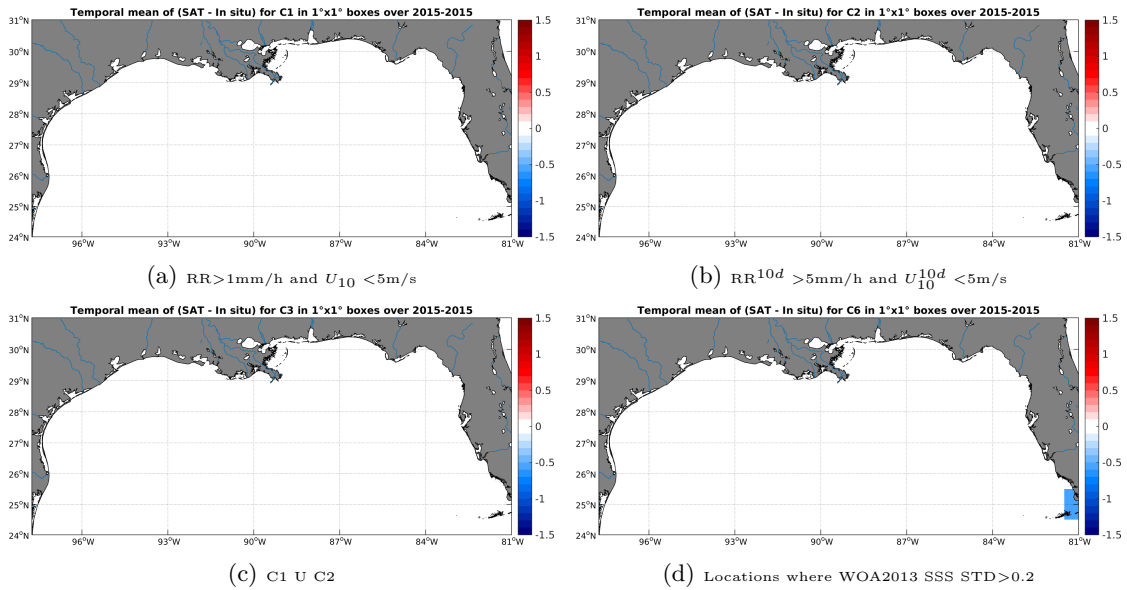 Temporal mean of (SAT - In situ) for C1 in 1°x1° boxes over 2015-2015
31°N
30°N
29°N
28°N
27°N
26°N
25°N
24°N
96°W 93°W 90°W 87°W 84°W 81°W
1.5
1
0.5
0
-0.5
-1
-1.5
(a) RR>1mm/h and U10 <5m/s
Temporal mean of (SAT - In situ) for C2 in 1°x1° boxes over 2015-2015
31°N
30°N
29°N
28°N
27°N
26°N
25°N
24°N
96°W 93°W 90°W 87°W 84°W 81°W
1.5
1
0.5
0
-0.5
-1
-1.5
(b) RR^10d >5mm/h and U10^10d <5m/s
Temporal mean of (SAT - In situ) for C3 in 1°x1° boxes over 2015-2015
31°N
30°N
29°N
28°N
27°N
26°N
25°N
24°N
96°W 93°W 90°W 87°W 84°W 81°W
1.5
1
0.5
0
-0.5
-1
-1.5
(c) C1 U C2
Temporal mean of (SAT - In situ) for C6 in 1°x1° boxes over 2015-2015
31°N
30°N
29°N
28°N
27°N
26°N
25°N
24°N
96°W 93°W 90°W 87°W 84°W 81°W
1.5
1
0.5
0
-0.5
-1
-1.5
(d) Locations where WOA2013 SSS STD>0.2